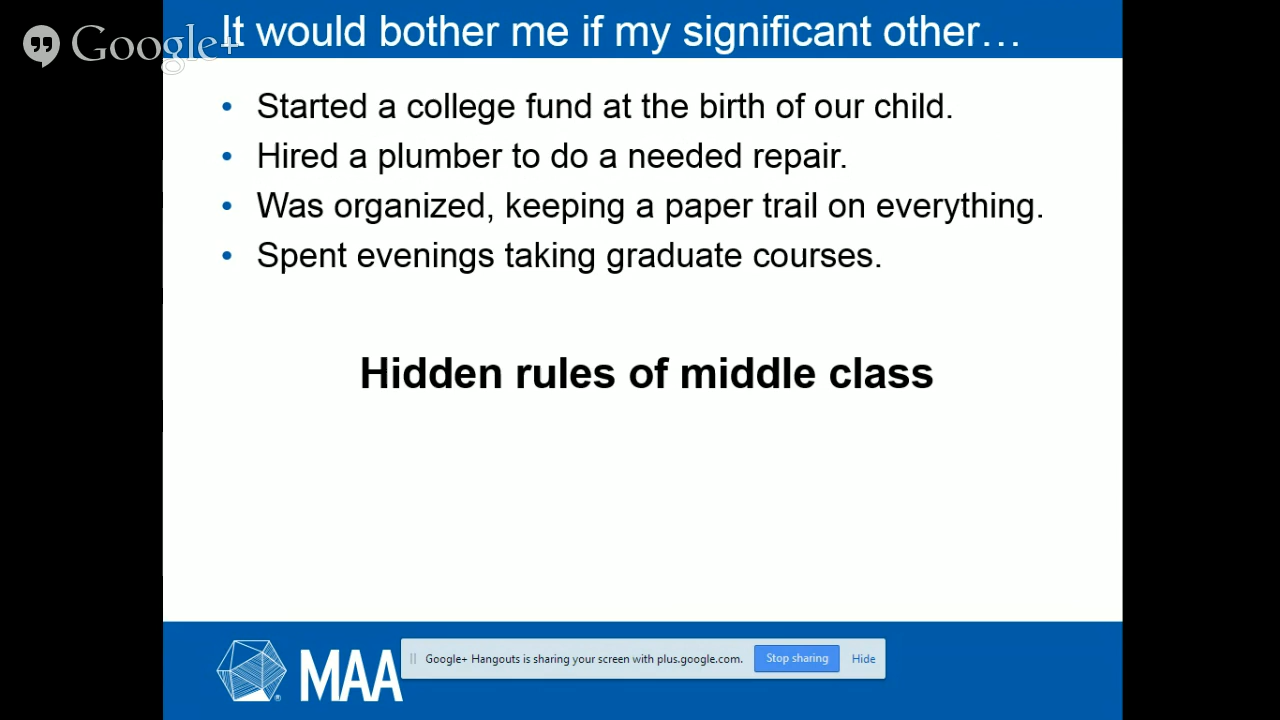 It would bother me if my significant other…
Google+
• Started a college fund at the birth of our child.
• Hired a plumber to do a needed repair.
• Was organized, keeping a paper trail on everything.
• Spent evenings taking graduate courses.
Hidden rules of middle class
MAA
®
Google+ Hangouts is sharing your screen with plus.google.com. Stop sharing Hide